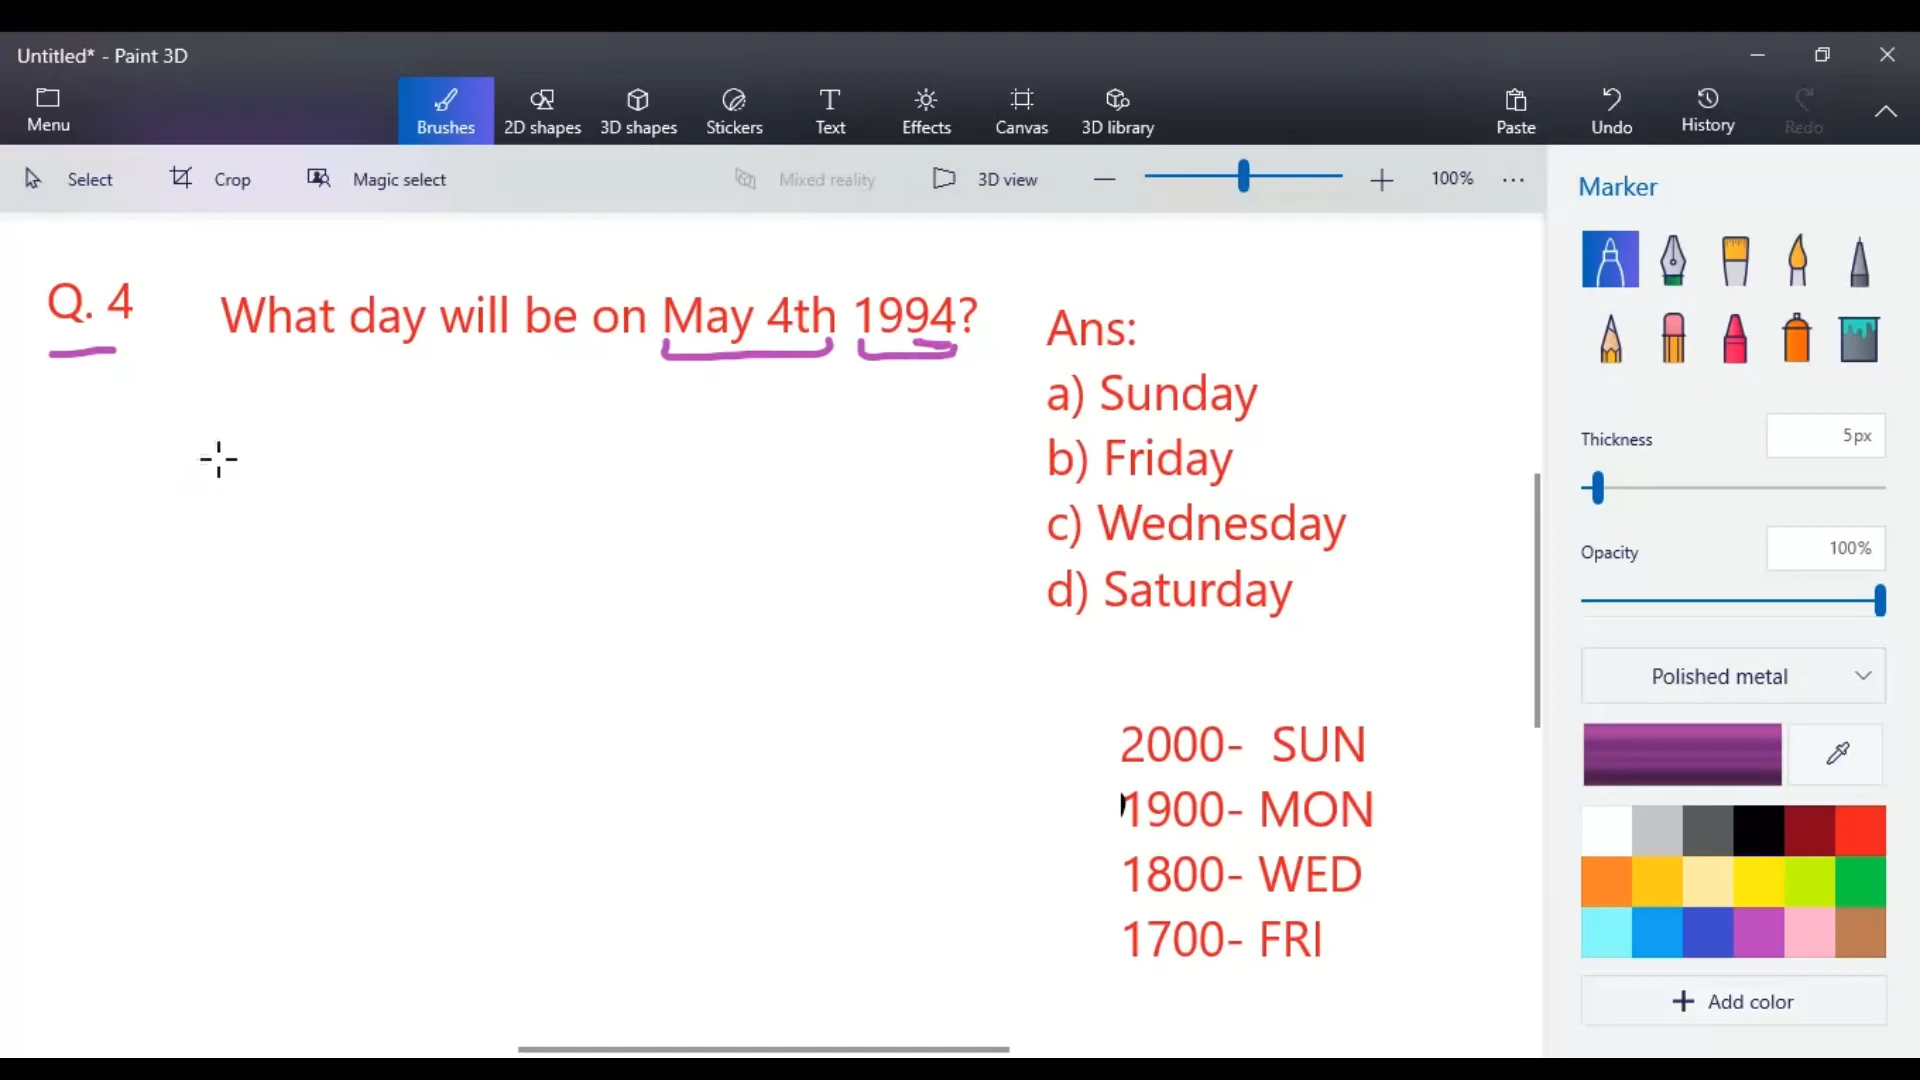 Untitled* - Paint 3D
Menu
Brushes
2D shapes
3D shapes
Stickers
Text
Effects
Canvas
3D library
Paste
Undo
History
Redo
Select
Crop
Magic select
Mixed reality
3D view
100%
Marker
Q. 4
What day will be on May 4th 1994?
Ans:
a) Sunday
b) Friday
c) Wednesday
d) Saturday
2000- SUN
1900- MON
1800- WED
1700- FRI
Thickness
5px
Opacity
100%
Polished metal
Add color